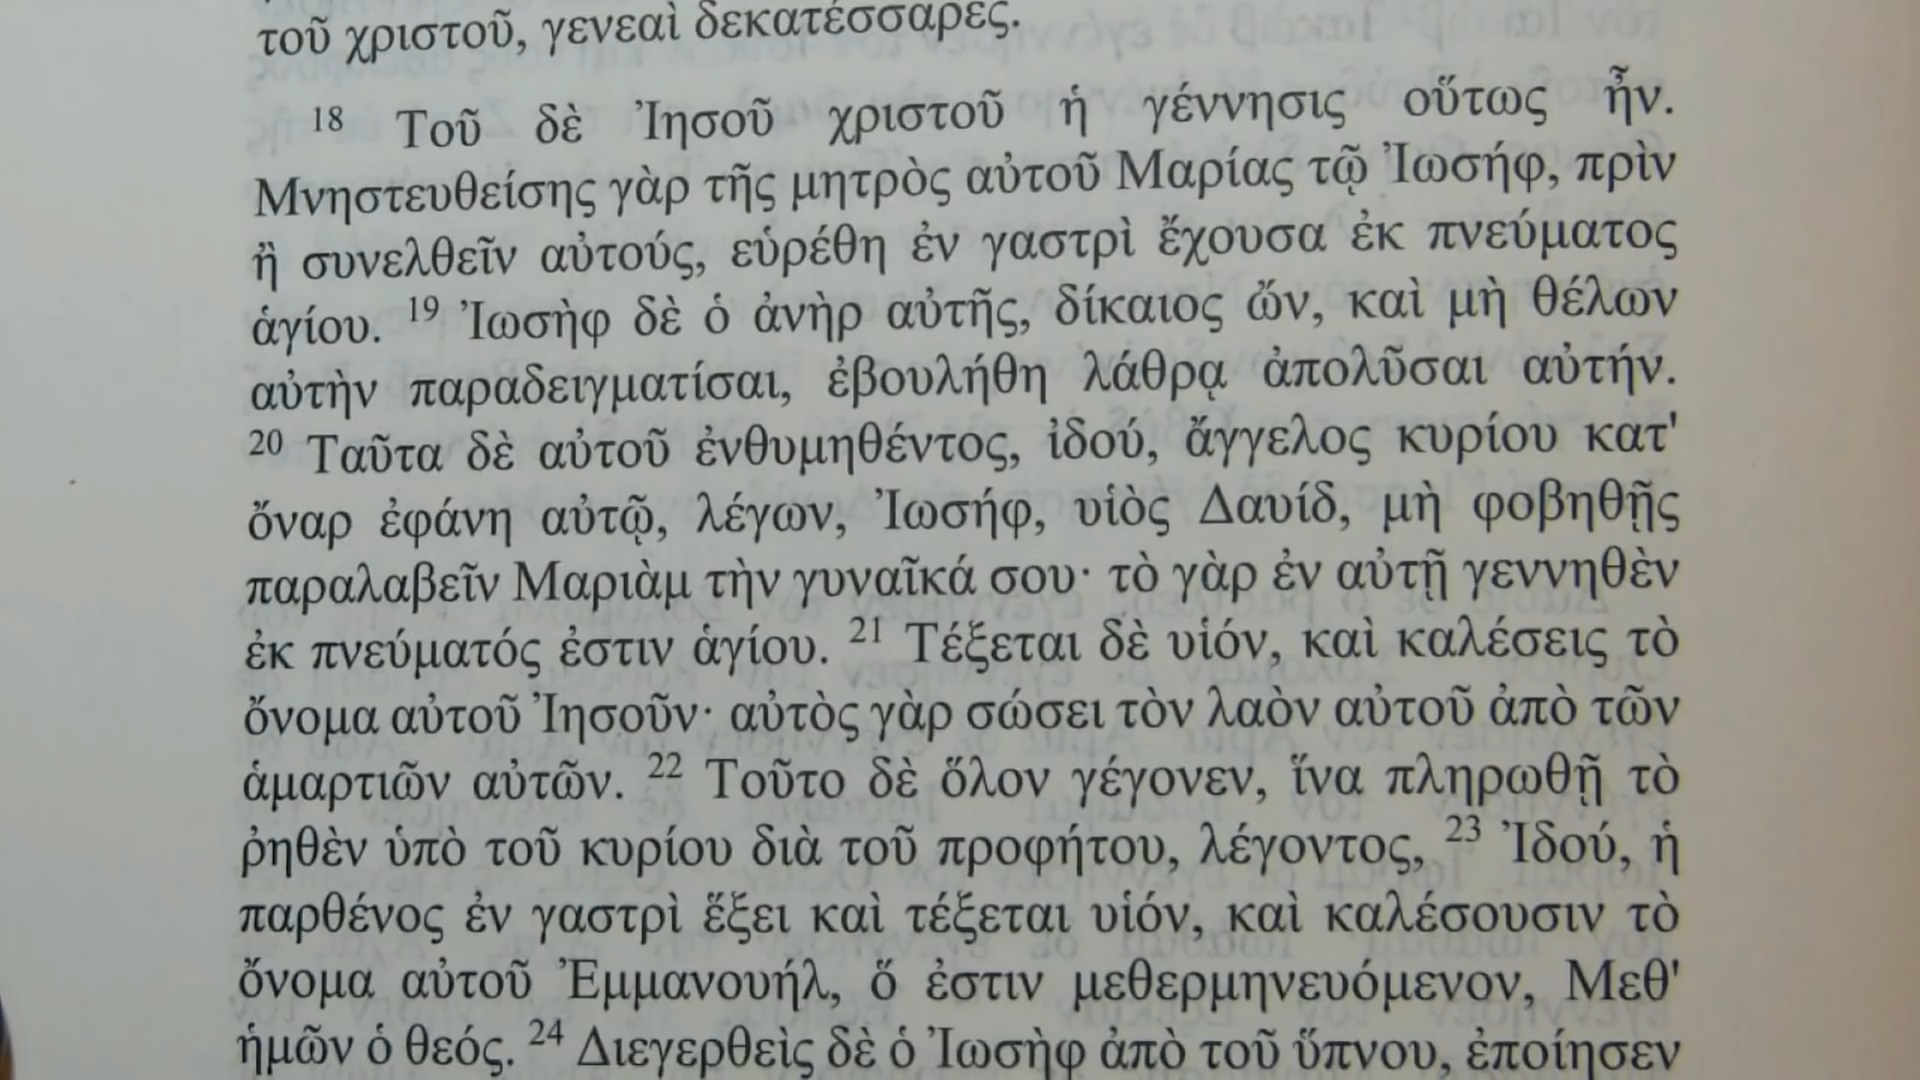 τοῦ χριστοῦ, γενεαὶ δεκατέσσαρες.
18 Τοῦ δὲ Ἰησοῦ χριστοῦ ἡ γέννησις οὕτως ἦν.
Μνηστευθείσης γὰρ τῆς μητρὸς αὐτοῦ Μαρίας τῷ Ἰωσήφ, πρὶν
ἢ συνελθεῖν αὐτούς, εὑρέθη ἐν γαστρὶ ἔχουσα ἐκ πνεύματος
ἁγίου. 19 Ἰωσὴφ δὲ ὁ ἀνὴρ αὐτῆς, δίκαιος ὤν, καὶ μὴ θέλων
αὐτὴν παραδειγματίσαι, ἐβουλήθη λάθρᾳ ἀπολῦσαι αὐτήν.
20 Ταῦτα δὲ αὐτοῦ ἐνθυμηθέντος, ἰδού, ἄγγελος κυρίου κατ'
ὄναρ ἐφάνη αὐτῷ, λέγων, Ἰωσήφ, υἱὸς Δαυίδ, μὴ φοβηθῇς
παραλαβεῖν Μαριὰμ τὴν γυναῖκά σου· τὸ γὰρ ἐν αὐτῇ γεννηθὲν
ἐκ πνεύματός ἐστιν ἁγίου. 21 Τέξεται δὲ υἱόν, καὶ καλέσεις τὸ
ὄνομα αὐτοῦ Ἰησοῦν· αὐτὸς γὰρ σώσει τὸν λαὸν αὐτοῦ ἀπὸ τῶν
ἁμαρτιῶν αὐτῶν. 22 Τοῦτο δὲ ὅλον γέγονεν, ἵνα πληρωθῇ τὸ
ῥηθὲν ὑπὸ τοῦ κυρίου διὰ τοῦ προφήτου, λέγοντος, 23 Ἰδού, ἡ
παρθένος ἐν γαστρὶ ἕξει καὶ τέξεται υἱόν, καὶ καλέσουσιν τὸ
ὄνομα αὐτοῦ Ἐμμανουήλ, ὅ ἐστιν μεθερμηνευόμενον, Μεθ'
ἡμῶν ὁ θεός. 24 Διεγερθεὶς δὲ ὁ Ἰωσὴφ ἀπὸ τοῦ ὕπνου, ἐποίησεν